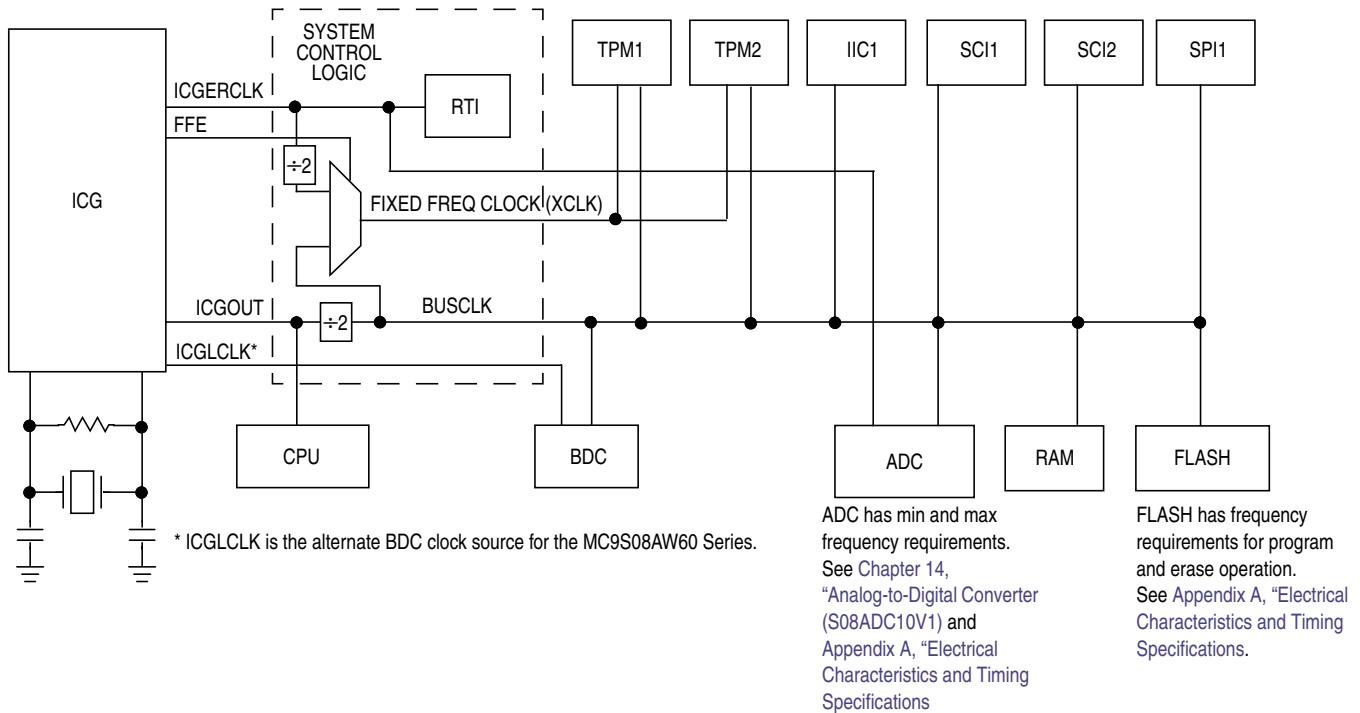 SYSTEM
CONTROL
LOGIC
TPM1
TPM2
IIC1
SCI1
SCI2
SPI1
ICGERCLK
RTI
FFE
÷2
ICG
FIXED FREQ CLOCK (XCLK)
ICGOUT
÷2
BUSCLK
ICGLCLK*
CPU
BDC
ADC
RAM
FLASH
* ICGLCLK is the alternate BDC clock source for the MC9S08AW60 Series.
ADC has min and max
frequency requirements.
See Chapter 14,
“Analog-to-Digital Converter
(S08ADC10V1) and
Appendix A, “Electrical
Characteristics and Timing
Specifications
FLASH has frequency
requirements for program
and erase operation.
See Appendix A, “Electrical
Characteristics and Timing
Specifications.